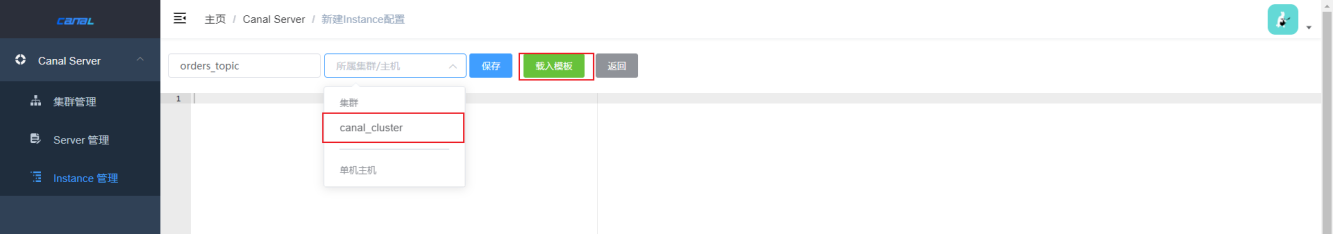 canal
主页 / Canal Server / 新建Instance配置
Canal Server
orders_topic
所属集群/主机
保存
载入模板
返回
集群管理
Server 管理
Instance 管理
1
集群
canal_cluster
单机主机